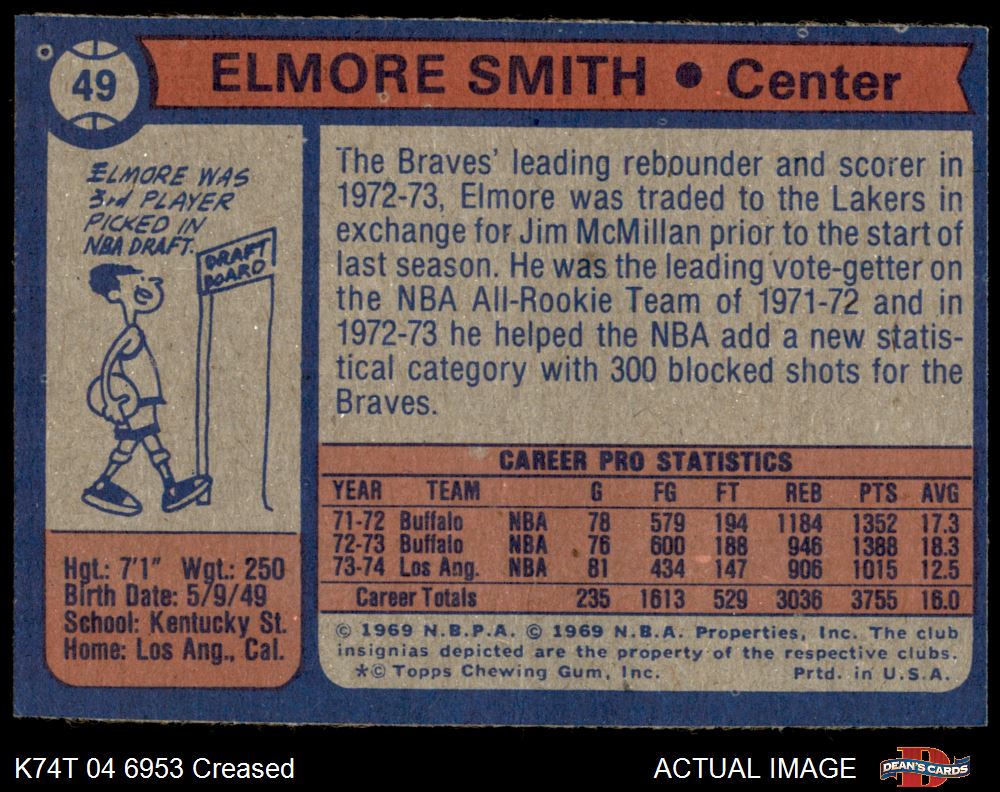 49
ELMORE SMITH • Center
ELMORE WAS
3rd PLAYER
PICKED IN
NBA DRAFT.
DRAFT
BOARD
Hgt.: 7'1" Wgt.: 250
Birth Date: 5/9/49
School: Kentucky St.
Home: Los Ang., Cal.
The Braves' leading rebounder and scorer in
1972-73, Elmore was traded to the Lakers in
exchange for Jim McMillan prior to the start of
last season. He was the leading vote-getter on
the NBA All-Rookie Team of 1971-72 and in
1972-73 he helped the NBA add a new statis-
tical category with 300 blocked shots for the
Braves.
CAREER PRO STATISTICS
YEAR TEAM G FG FT REB PTS AVG
71-72 Buffalo NBA 78 579 194 1184 1352 17.3
72-73 Buffalo NBA 76 600 188 946 1388 18.3
73-74 Los Ang. NBA 81 434 147 906 1015 12.5
Career Totals 235 1613 529 3036 3755 16.0
© 1969 N.B.P.A. © 1969 N.B.A. Properties, Inc. The club
insignias depicted are the property of the respective clubs.
*© Topps Chewing Gum, Inc. Prtd. in U.S.A.
K74T 04 6953 Creased
ACTUAL IMAGE
D
DEAN'S CARDS